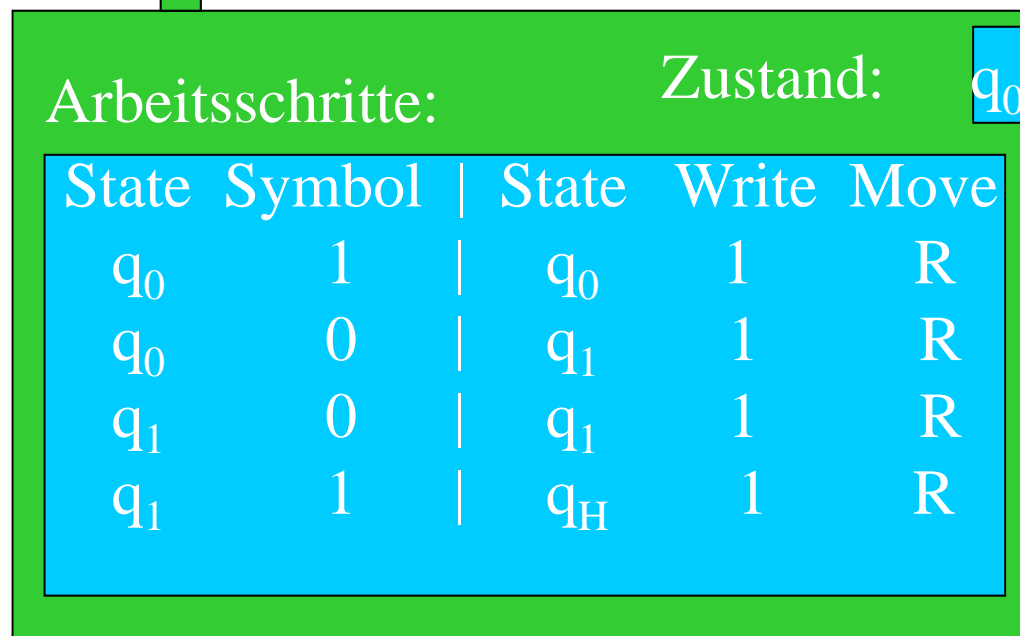 Zustand: q₀
Arbeitsschritte:
State Symbol | State Write Move
q₀ 1 | q₀ 1 R
q₀ 0 | q₁ 1 R
q₁ 0 | q₁ 1 R
q₁ 1 | q_H 1 R